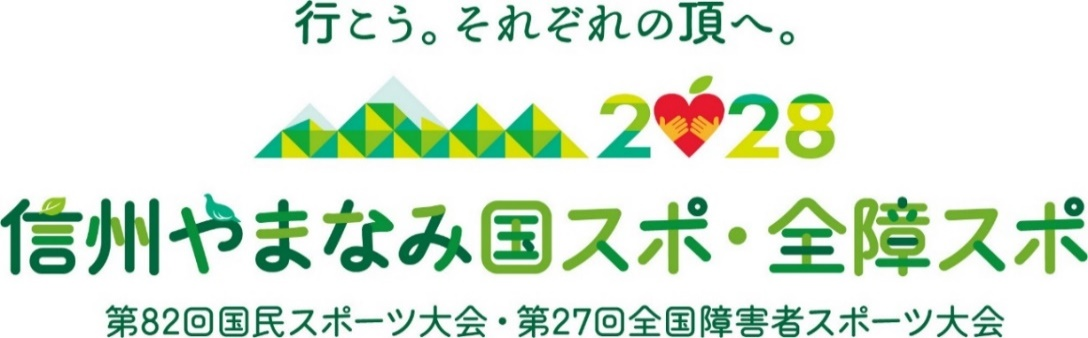 行こう。それぞれの頂へ。
2028
信州やまなみ国スポ・全障スポ
第82回国民スポーツ大会・第27回全国障害者スポーツ大会